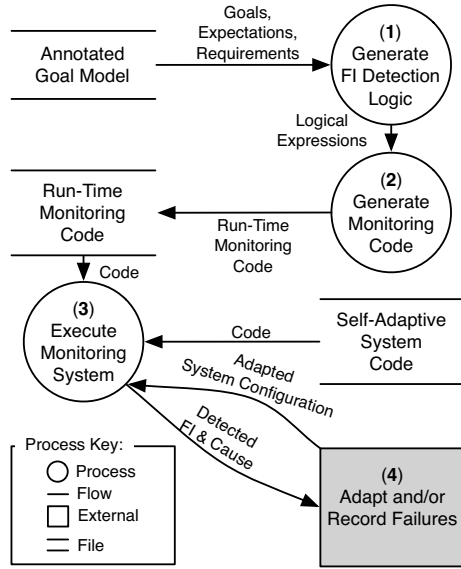 Annotated
Goal Model
Goals,
Expectations,
Requirements
(1)
Generate
FI Detection
Logic
Logical
Expressions
(2)
Generate
Monitoring
Code
Run-Time
Monitoring
Code
Run-Time
Monitoring
Code
Code
(3)
Execute
Monitoring
System
Code
Self-Adaptive
System
Code
Adapted
System Configuration
Detected
FI & Cause
(4)
Adapt and/or
Record Failures
Process Key:
Process
Flow
External
File